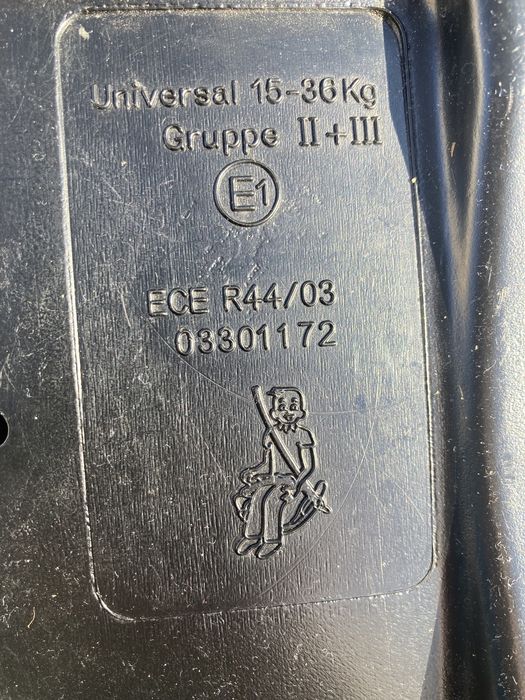 Universal 15-36Kg
Gruppe II+III
E1
ECE R44/03
03301172